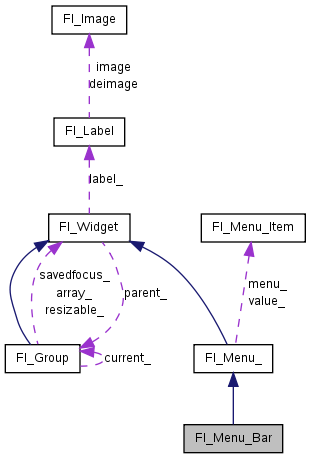 Fl_Image
image
deimage
Fl_Label
label_
Fl_Widget
Fl_Menu_Item
savedfocus_
array_
resizable_
parent_
menu_
value_
Fl_Group
current_
Fl_Menu_
Fl_Menu_Bar